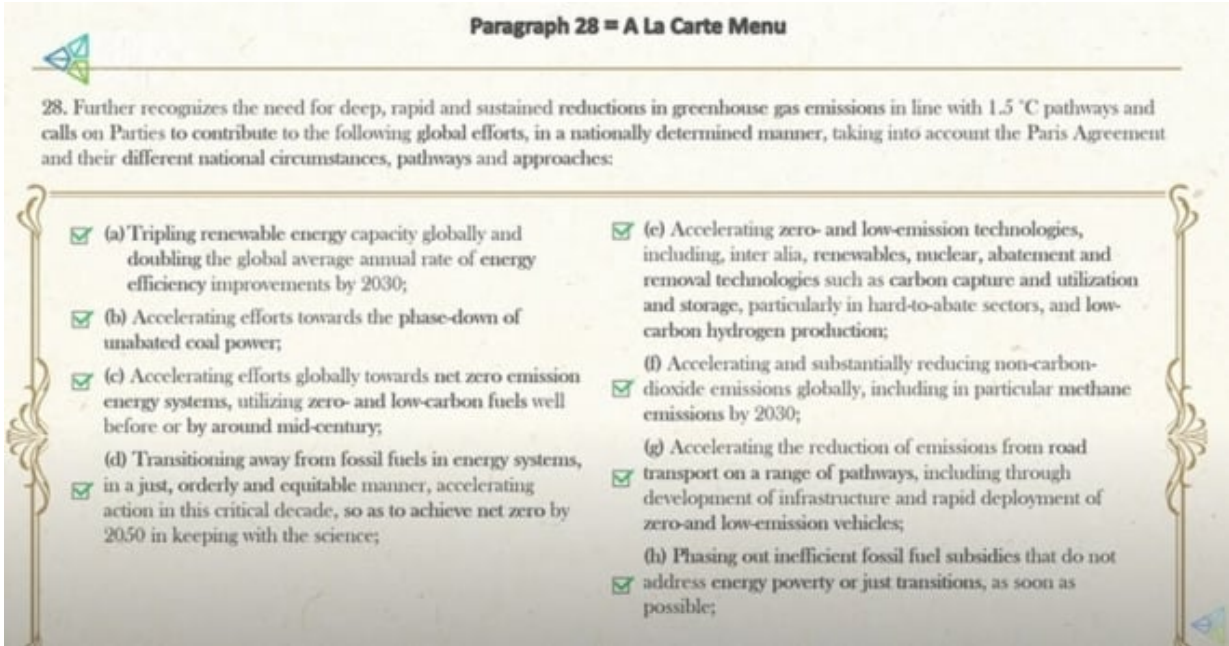 Paragraph 28 = A La Carte Menu
28. Further recognizes the need for deep, rapid and sustained reductions in greenhouse gas emissions in line with 1.5 °C pathways and
calls on Parties to contribute to the following global efforts, in a nationally determined manner, taking into account the Paris Agreement
and their different national circumstances, pathways and approaches:
(a) Tripling renewable energy capacity globally and
doubling the global average annual rate of energy
efficiency improvements by 2030;
(b) Accelerating efforts towards the phase-down of
unabated coal power;
(c) Accelerating efforts globally towards net zero emission
energy systems, utilizing zero- and low-carbon fuels well
before or by around mid-century;
(d) Transitioning away from fossil fuels in energy systems,
in a just, orderly and equitable manner, accelerating
action in this critical decade, so as to achieve net zero by
2050 in keeping with the science;
(e) Accelerating zero- and low-emission technologies,
including, inter alia, renewables, nuclear, abatement and
removal technologies such as carbon capture and utilization
and storage, particularly in hard-to-abate sectors, and low-
carbon hydrogen production;
(f) Accelerating and substantially reducing non-carbon-
dioxide emissions globally, including in particular methane
emissions by 2030;
(g) Accelerating the reduction of emissions from road
transport on a range of pathways, including through
development of infrastructure and rapid deployment of
zero-and low-emission vehicles;
(h) Phasing out inefficient fossil fuel subsidies that do not
address energy poverty or just transitions, as soon as
possible;